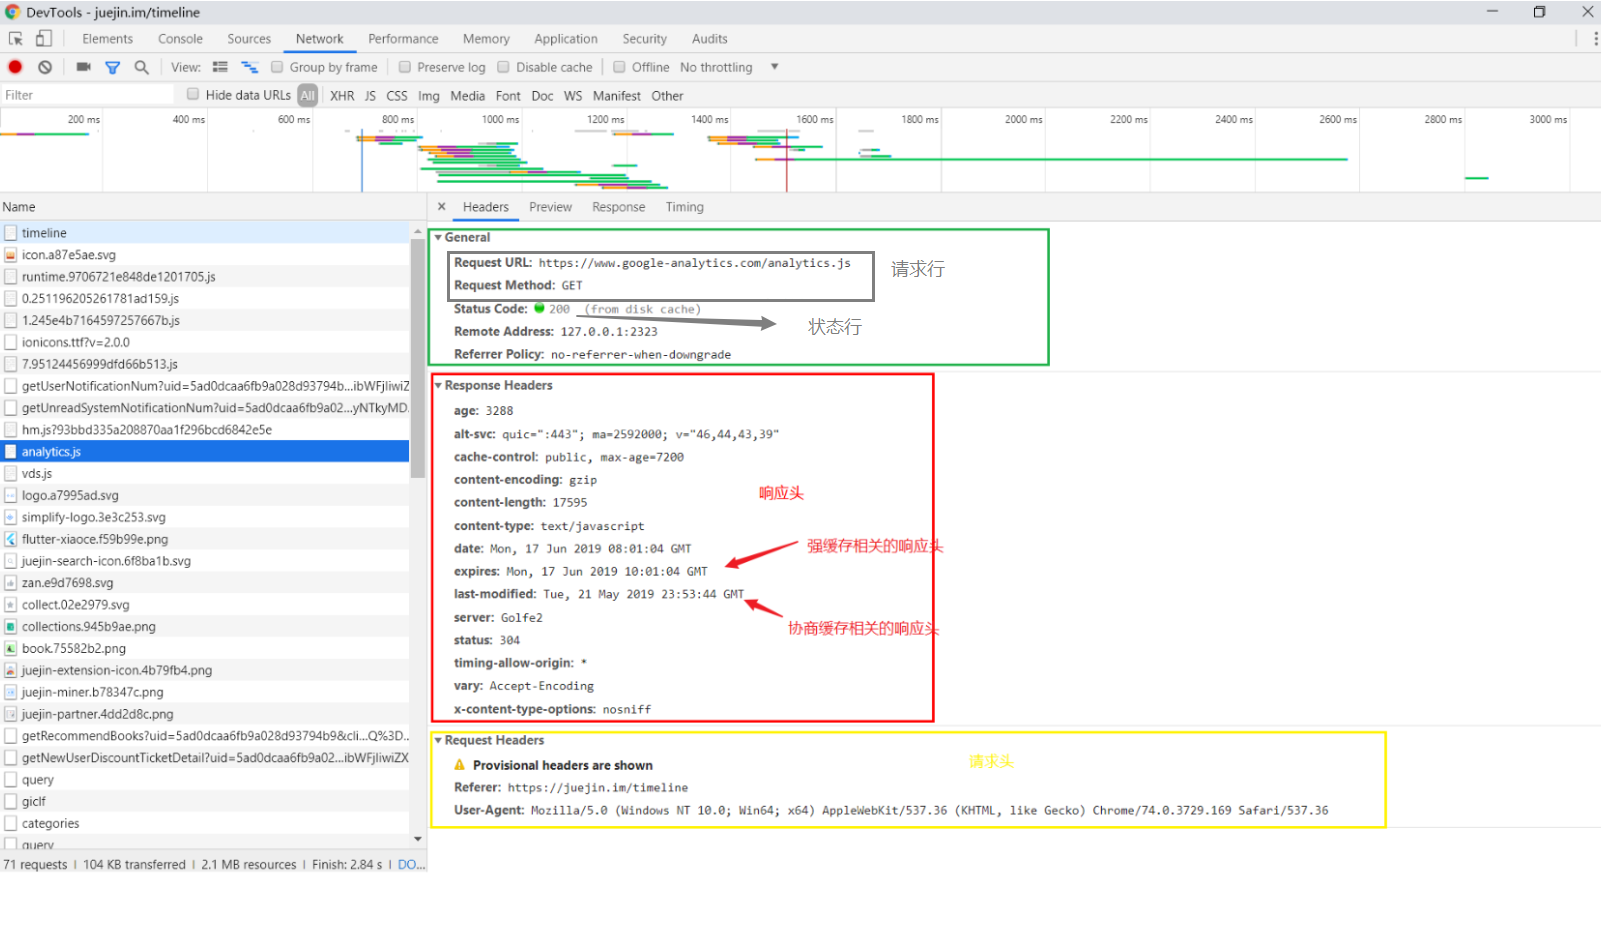 DevTools - juejin.im/timeline
Elements Console Sources Network Performance Memory Application Security Audits
View: Group by frame Preserve log Disable cache Offline No throttling
Filter Hide data URLs All XHR JS CSS Img Media Font Doc WS Manifest Other
200 ms 400 ms 600 ms 800 ms 1000 ms 1200 ms 1400 ms 1600 ms 1800 ms 2000 ms 2200 ms 2400 ms 2600 ms 2800 ms 3000 ms
Name
timeline
icon.a87e5ae.svg
runtime.9706721e848de1201705.js
0.251196205261781ad159.js
1.245e4b7164597257667b.js
ionicons.ttf?v=2.0.0
7.95124456999dfd66b513.js
getUserNotificationNum?uid=5ad0dcaa6fb9a028d93794b...ibWFjIiwiZ
getUnreadSystemNotificationNum?uid=5ad0dcaa6fb9a02...yNTkyMD.
hm.js?93bbd335a208870aa1f296bcd6842e5e
analytics.js
vds.js
logo.a7995ad.svg
simplify-logo.3e3c253.svg
flutter-xiaoce.f59b99e.png
juejin-search-icon.6f8ba1b.svg
zan.e9d7698.svg
collect.02e2979.svg
collections.945b9ae.png
book.75582b2.png
juejin-extension-icon.4b79fb4.png
juejin-miner.b78347c.png
juejin-partner.4dd2d8c.png
getRecommendBooks?uid=5ad0dcaa6fb9a028d93794b9&cli...Q%3D..
getNewUserDiscountTicketDetail?uid=5ad0dcaa6fb9a02...ibWFjIiwiZX
query
giclf
categories
query
71 requests | 104 KB transferred | 2.1 MB resources | Finish: 2.84 s | DO...
Headers Preview Response Timing
General
Request URL: https://www.google-analytics.com/analytics.js
请求行
Request Method: GET
Status Code: 200 (from disk cache)
状态行
Remote Address: 127.0.0.1:2323
Referrer Policy: no-referrer-when-downgrade
Response Headers
age: 3288
alt-svc: quic=":443"; ma=2592000; v="46,44,43,39"
cache-control: public, max-age=7200
content-encoding: gzip
响应头
content-length: 17595
content-type: text/javascript
date: Mon, 17 Jun 2019 08:01:04 GMT
强缓存相关的响应头
expires: Mon, 17 Jun 2019 10:01:04 GMT
last-modified: Tue, 21 May 2019 23:53:44 GMT
server: Golfe2
协商缓存相关的响应头
status: 304
timing-allow-origin: *
vary: Accept-Encoding
x-content-type-options: nosniff
Request Headers
请求头
Provisional headers are shown
Referer: https://juejin.im/timeline
User-Agent: Mozilla/5.0 (Windows NT 10.0; Win64; x64) AppleWebKit/537.36 (KHTML, like Gecko) Chrome/74.0.3729.169 Safari/537.36